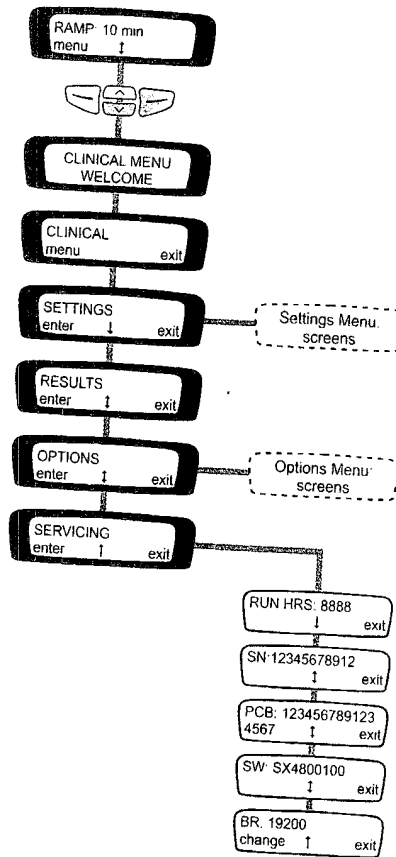 RAMP: 10 min
menu ↕
CLINICAL MENU
WELCOME
CLINICAL
menu exit
SETTINGS
enter ↓ exit
Settings Menu
screens
RESULTS
enter ↕ exit
OPTIONS
enter ↕ exit
Options Menu
screens
SERVICING
enter ↑ exit
RUN HRS: 8888
↓ exit
SN:12345678912
↕ exit
PCB: 123456789123
4567 ↕ exit
SW: SX4800100
↕ exit
BR. 19200
change ↑ exit